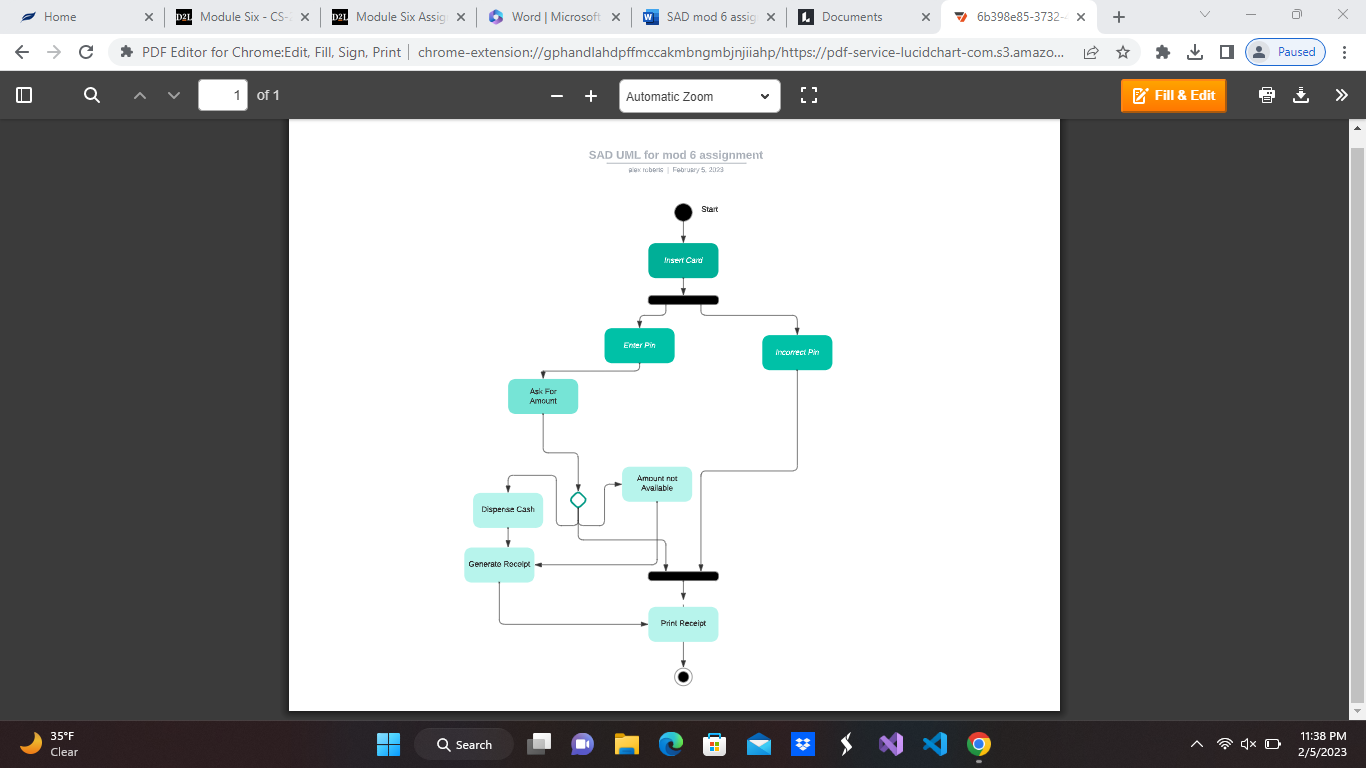 Home
Module Six - CS-2
Module Six Assig
Word | Microsoft
SAD mod 6 assig
Documents
6b398e85-3732-4
PDF Editor for Chrome:Edit, Fill, Sign, Print | chrome-extension://gphandlahdpffmccakmbngmbjnjiiahp/https://pdf-service-lucidchart-com.s3.amazo...
Paused
1 of 1
Automatic Zoom
Fill & Edit
SAD UML for mod 6 assignment
alex roberts | February 5, 2023
Start
Insert Card
Enter Pin
Incorrect Pin
Ask For
Amount
Amount not
Available
Dispense Cash
Generate Receipt
Print Receipt
35°F
Clear
Search
11:38 PM
2/5/2023